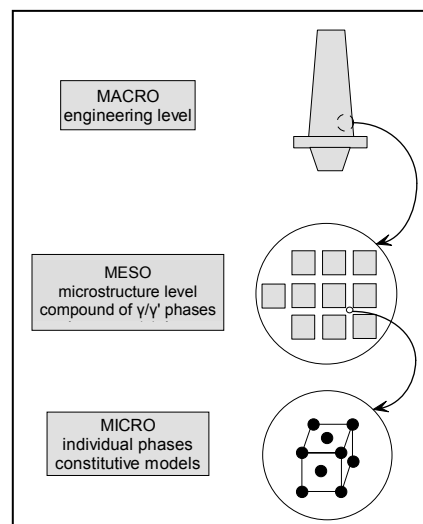 MACRO
engineering level
MESO
microstructure level
compound of γ/γ' phases
MICRO
individual phases
constitutive models